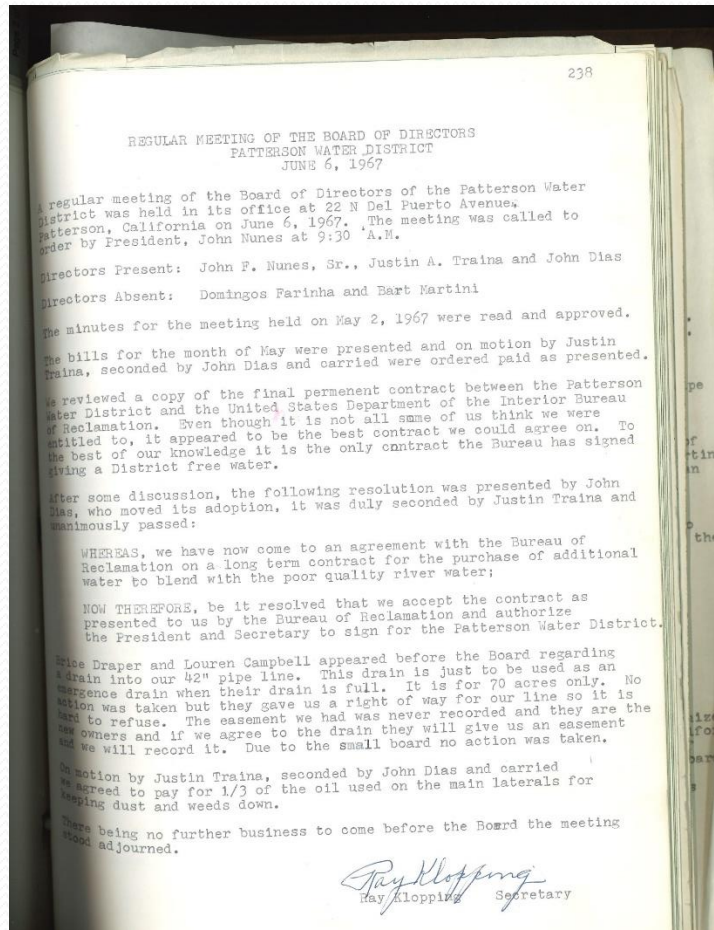 238
REGULAR MEETING OF THE BOARD OF DIRECTORS
PATTERSON WATER DISTRICT
JUNE 6, 1967
A regular meeting of the Board of Directors of the Patterson Water
District was held in its office at 22 N Del Puerto Avenue,
Patterson, California on June 6, 1967. The meeting was called to
order by President, John Nunes at 9:30 A.M.
Directors Present: John F. Nunes, Sr., Justin A. Traina and John Dias
Directors Absent: Domingos Farinha and Bart Martini
The minutes for the meeting held on May 2, 1967 were read and approved.
The bills for the month of May were presented and on motion by Justin
Traina, seconded by John Dias and carried were ordered paid as presented.
We reviewed a copy of the final permenent contract between the Patterson
Water District and the United States Department of the Interior Bureau
of Reclamation. Even though it is not all smme of us think we were
entitled to, it appeared to be the best contract we could agree on. To
the best of our knowledge it is the only cmntract the Bureau has signed
giving a District free water.
After some discussion, the following resolution was presented by John
Dias, who moved its adoption, it was duly seconded by Justin Traina and
unanimously passed:
WHEREAS, we have now come to an agreement with the Bureau of
Reclamation on a long term contract for the purchase of additional
water to blend with the poor quality river water;
NOW THEREFORE, be it resolved that we accept the contract as
presented to us by the Bureau of Reclamation and authorize
the President and Secretary to sign for the Patterson Water District.
Draper and Louren Campbell appeared before the Board regarding
a drain into our 42" pipe line. This drain is just to be used as an
emergence drain when their drain is full. It is for 70 acres only. No
action was taken but they gave us a right of way for our line so it is
hard to refuse. The easement we had was never recorded and they are the
new owners and if we agree to the drain they will give us an easement
and we will record it. Due to the small board no action was taken.
On motion by Justin Traina, seconded by John Dias and carried
we agreed to pay for 1/3 of the oil used on the main laterals for
keeping dust and weeds down.
There being no further business to come before the Board the meeting
stood adjourned.
Ray Klopping
Ray Klopping Secretary